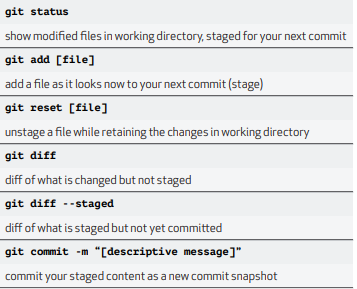 git status
show modified files in working directory, staged for your next commit
git add [file]
add a file as it looks now to your next commit (stage)
git reset [file]
unstage a file while retaining the changes in working directory
git diff
diff of what is changed but not staged
git diff --staged
diff of what is staged but not yet committed
git commit -m “[descriptive message]”
commit your staged content as a new commit snapshot